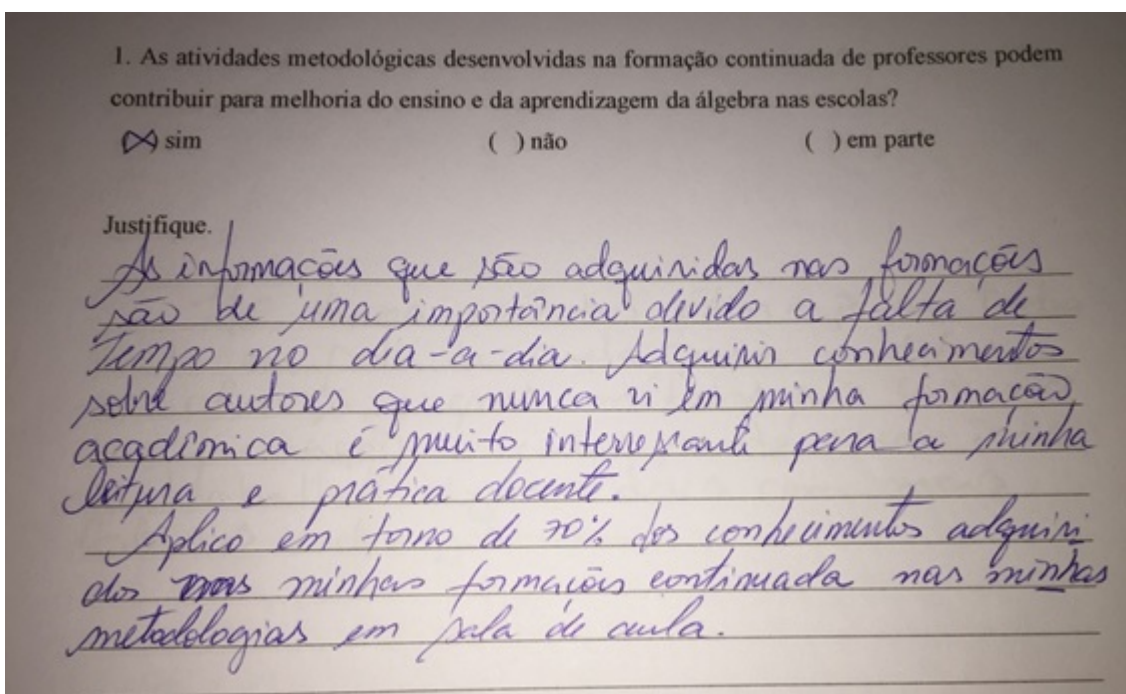 1. As atividades metodológicas desenvolvidas na formação continuada de professores podem
contribuir para melhoria do ensino e da aprendizagem da álgebra nas escolas?
(X) sim ( ) não ( ) em parte
Justifique.
As informações que são adquiridas nas formações
são de uma importância devido a falta de
tempo no dia-a-dia. Adquirir conhecimentos
sobre autores que nunca vi em minha formação
acadêmica é muito interressante para a minha
leitura e prática docente.
Aplico em torno de 70% dos conhecimentos adquiri
dos nas minhas formações continuada nas minhas
metodologias em sala de aula.